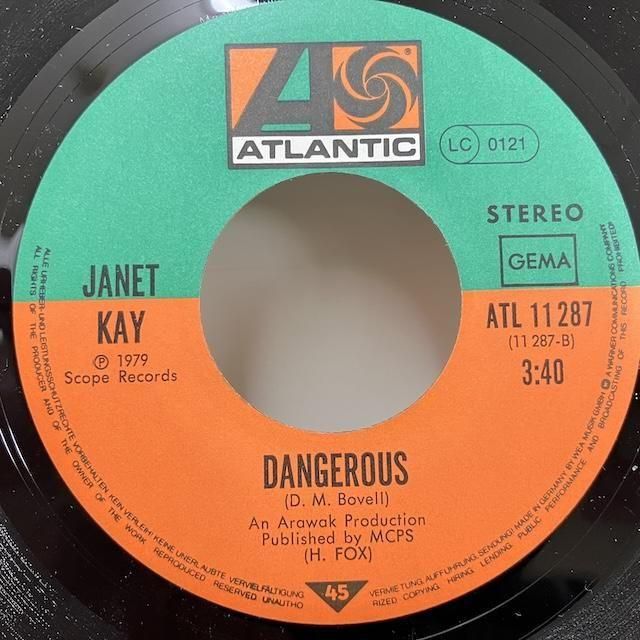 ATLANTIC
®
LC 0121
STEREO
GEMA
JANET
KAY
℗ 1979
Scope Records
ATL 11 287
(11 287-B)
3:40
DANGEROUS
(D. M. Bovell)
An Arawak Production
Published by MCPS
(H. FOX)
45
ALLE URHEBER- UND LEISTUNGSSCHUTZRECHTE VORBEHALTEN. KEIN VERLEIH! KEINE UNERLAUBTE VERVIELFÄLTIGUNG
VERMIETUNG, AUFFÜHRUNG, SENDUNG! MADE IN GERMANY BY WEA MUSIK GMBH A WARNER COMMUNICATIONS COMPANY
ALL RIGHTS OF THE PRODUCER AND OF THE OWNER OF THE WORK REPRODUCED RESERVED. UNAUTHO
RIZED COPYING, HIRING, LENDING, PUBLIC PERFORMANCE AND BROADCASTING OF THIS RECORD PROHIBITED!